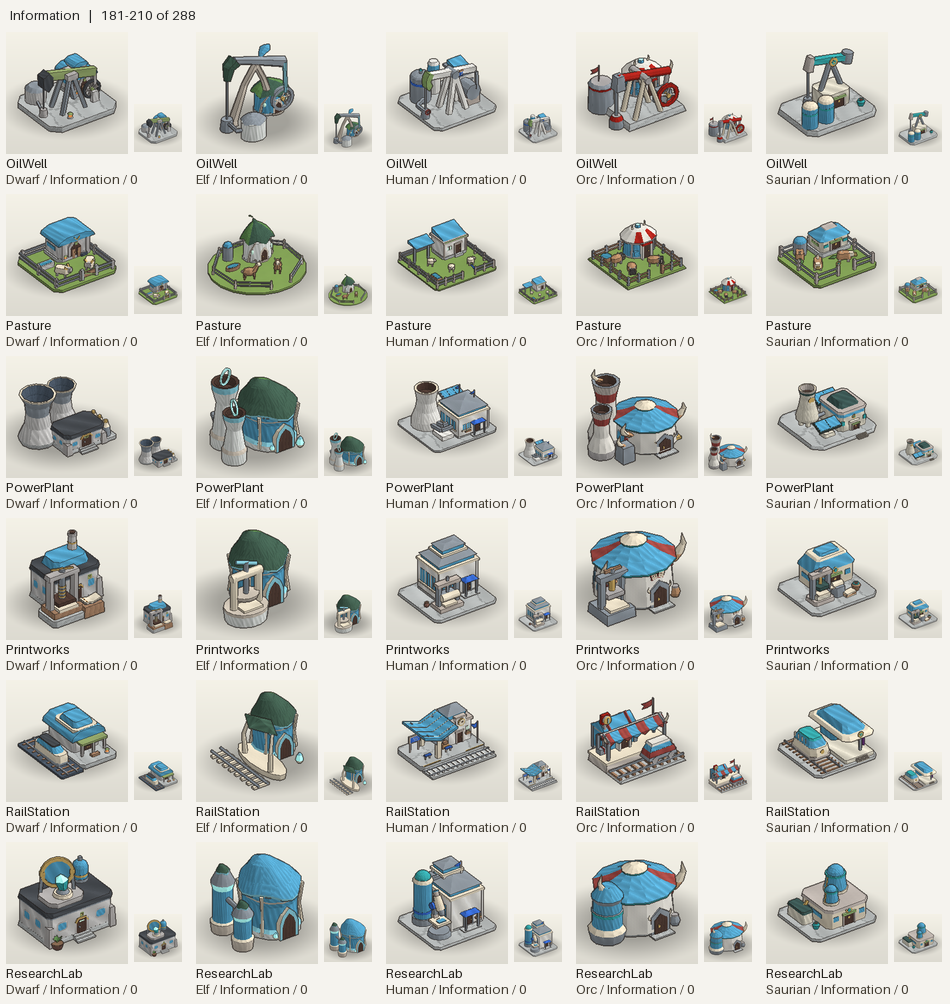 Information | 181-210 of 288
OilWell OilWell OilWell OilWell OilWell
Dwarf / Information / 0 Elf / Information / 0 Human / Information / 0 Orc / Information / 0 Saurian / Information / 0
Pasture Pasture Pasture Pasture Pasture
Dwarf / Information / 0 Elf / Information / 0 Human / Information / 0 Orc / Information / 0 Saurian / Information / 0
PowerPlant PowerPlant PowerPlant PowerPlant PowerPlant
Dwarf / Information / 0 Elf / Information / 0 Human / Information / 0 Orc / Information / 0 Saurian / Information / 0
Printworks Printworks Printworks Printworks Printworks
Dwarf / Information / 0 Elf / Information / 0 Human / Information / 0 Orc / Information / 0 Saurian / Information / 0
RailStation RailStation RailStation RailStation RailStation
Dwarf / Information / 0 Elf / Information / 0 Human / Information / 0 Orc / Information / 0 Saurian / Information / 0
ResearchLab ResearchLab ResearchLab ResearchLab ResearchLab
Dwarf / Information / 0 Elf / Information / 0 Human / Information / 0 Orc / Information / 0 Saurian / Information / 0